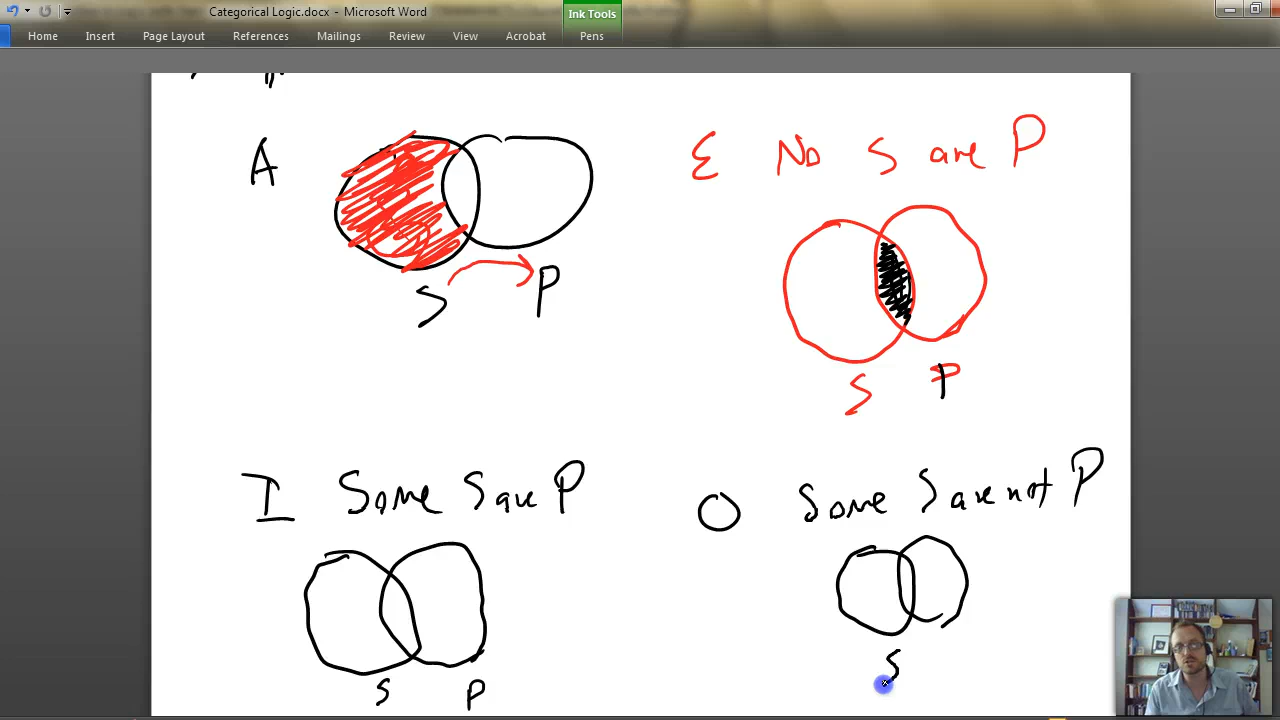 Categorical Logic.docx - Microsoft Word
Ink Tools
Home Insert Page Layout References Mailings Review View Acrobat Pens
A
S P
E No S are P
S P
I Some S are P
S P
O Some S are not P
S